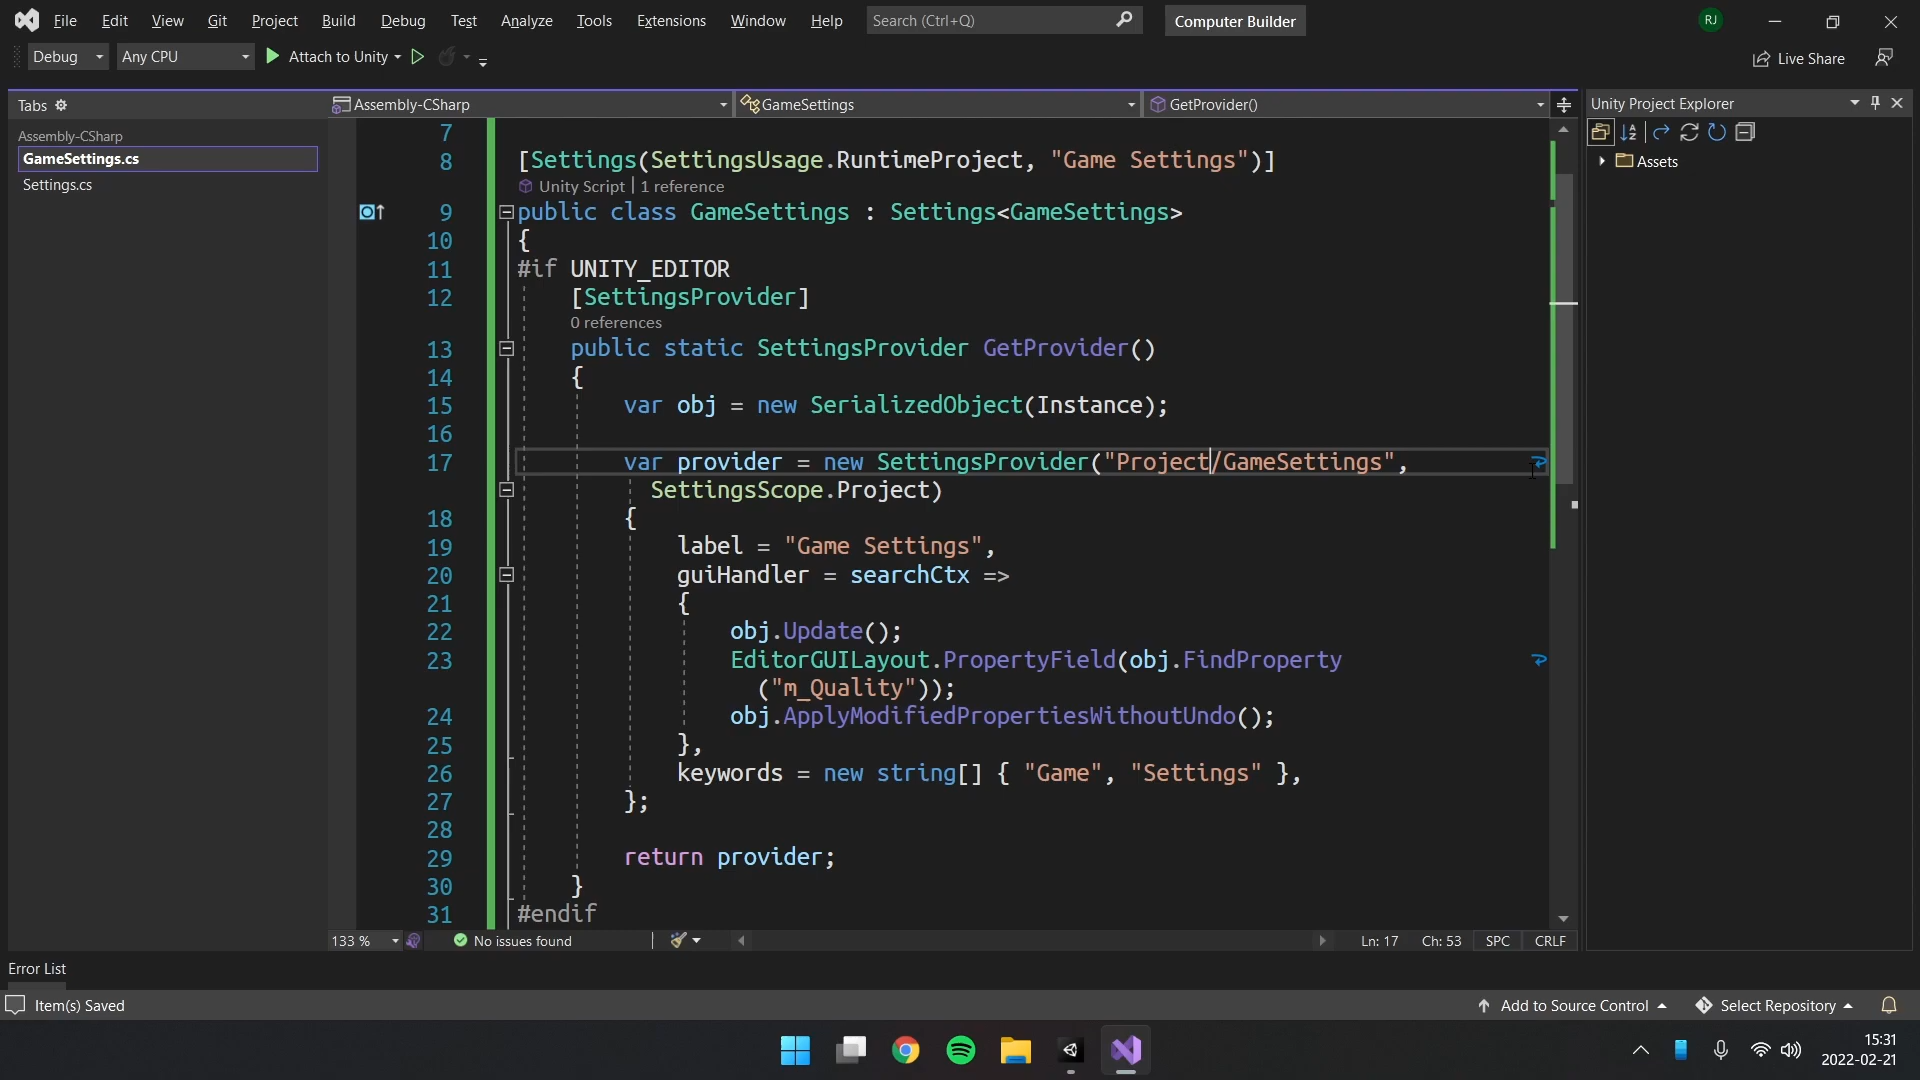 File Edit View Git Project Build Debug Test Analyze Tools Extensions Window Help Search (Ctrl+Q) Computer Builder RJ
Debug Any CPU Attach to Unity Live Share
Tabs
Assembly-CSharp
GameSettings.cs
Settings.cs
Assembly-CSharp GameSettings GetProvider()
7
8 [Settings(SettingsUsage.RuntimeProject, "Game Settings")]
Unity Script | 1 reference
9 public class GameSettings : Settings<GameSettings>
10 {
11 #if UNITY_EDITOR
12 [SettingsProvider]
0 references
13 public static SettingsProvider GetProvider()
14 {
15 var obj = new SerializedObject(Instance);
16
17 var provider = new SettingsProvider("Project/GameSettings",
SettingsScope.Project)
18 {
19 label = "Game Settings",
20 guiHandler = searchCtx =>
21 {
22 obj.Update();
23 EditorGUILayout.PropertyField(obj.FindProperty
("m_Quality"));
24 obj.ApplyModifiedPropertiesWithoutUndo();
25 },
26 keywords = new string[] { "Game", "Settings" },
27 };
28
29 return provider;
30 }
31 #endif
133 % No issues found Ln: 17 Ch: 53 SPC CRLF
Unity Project Explorer
Assets
Error List
Item(s) Saved Add to Source Control Select Repository
15:31
2022-02-21